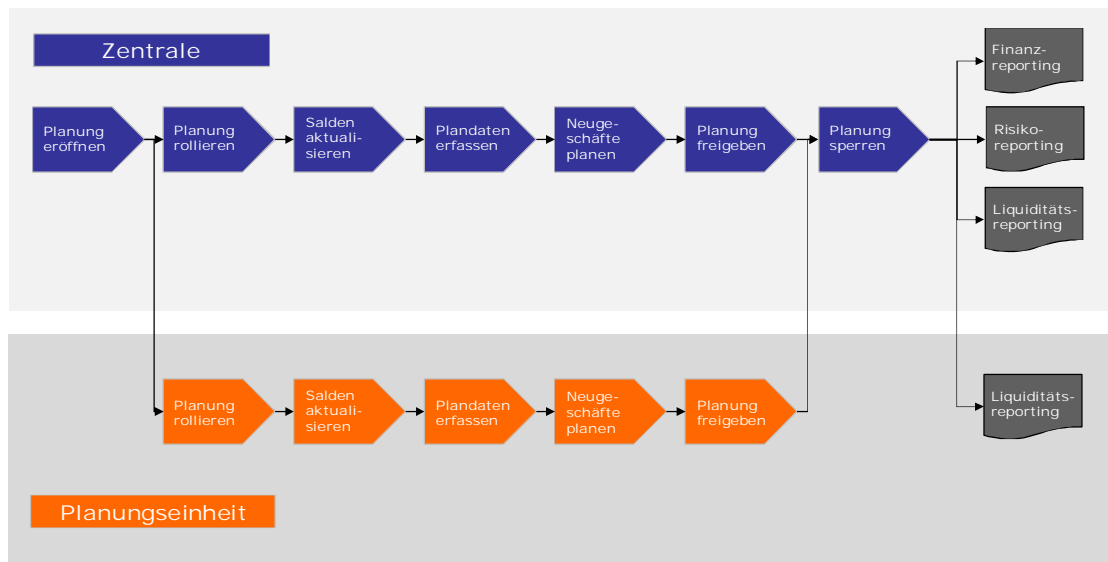 Zentrale
Planung
eröffnen
Planung
rollieren
Salden
aktuali-
sieren
Plandaten
erfassen
Neuge-
schäfte
planen
Planung
freigeben
Planung
sperren
Finanz-
reporting
Risiko-
reporting
Liquiditäts-
reporting
Planung
rollieren
Salden
aktuali-
sieren
Plandaten
erfassen
Neuge-
schäfte
planen
Planung
freigeben
Liquiditäts-
reporting
Planungseinheit